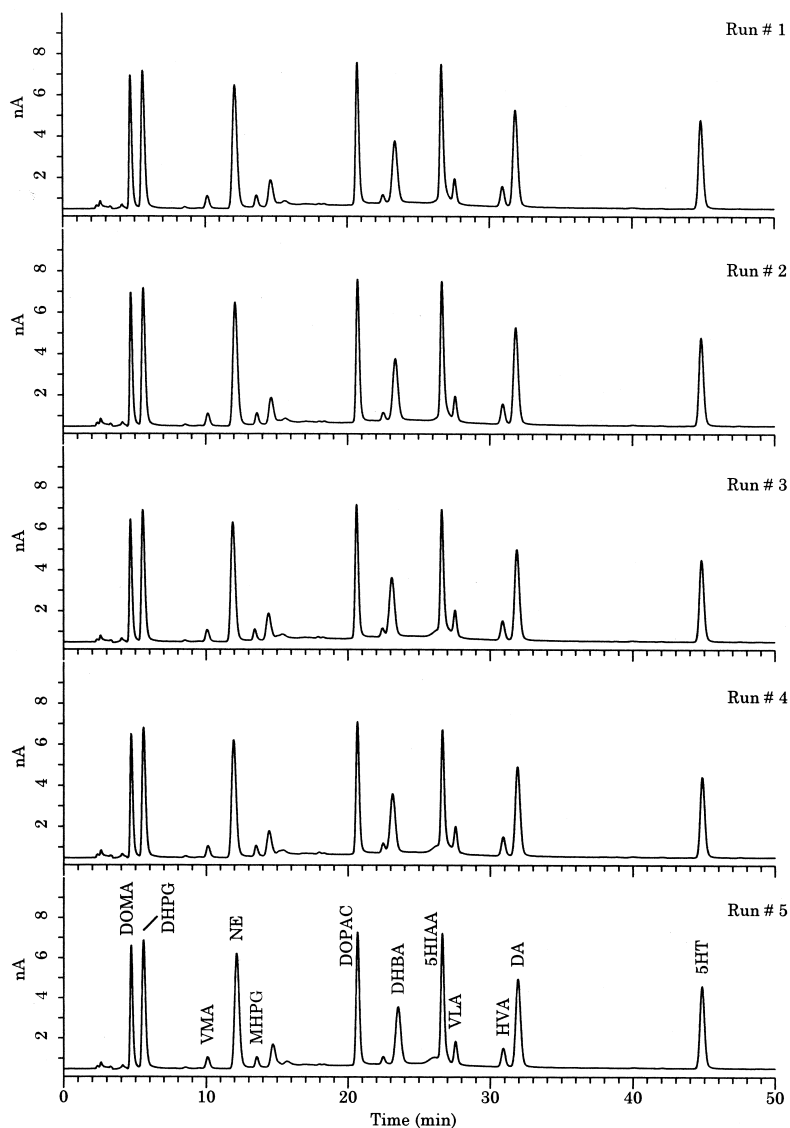 Run # 1
8
6
4
2
nA
Run # 2
8
6
4
2
nA
Run # 3
8
6
4
2
nA
Run # 4
8
6
4
2
nA
Run # 5
8
6
4
2
nA
DOMA
DHPG
VMA
NE
MHPG
DOPAC
DHBA
5HIAA
VLA
HVA
DA
5HT
0 10 20 30 40 50
Time (min)